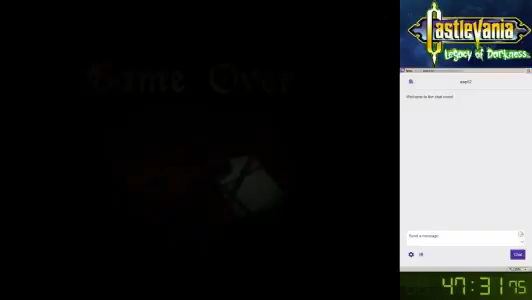 Game Over
CastleVania
Legacy of Darkness
Welcome to the chat room!
Send a message
Chat
47:31 75